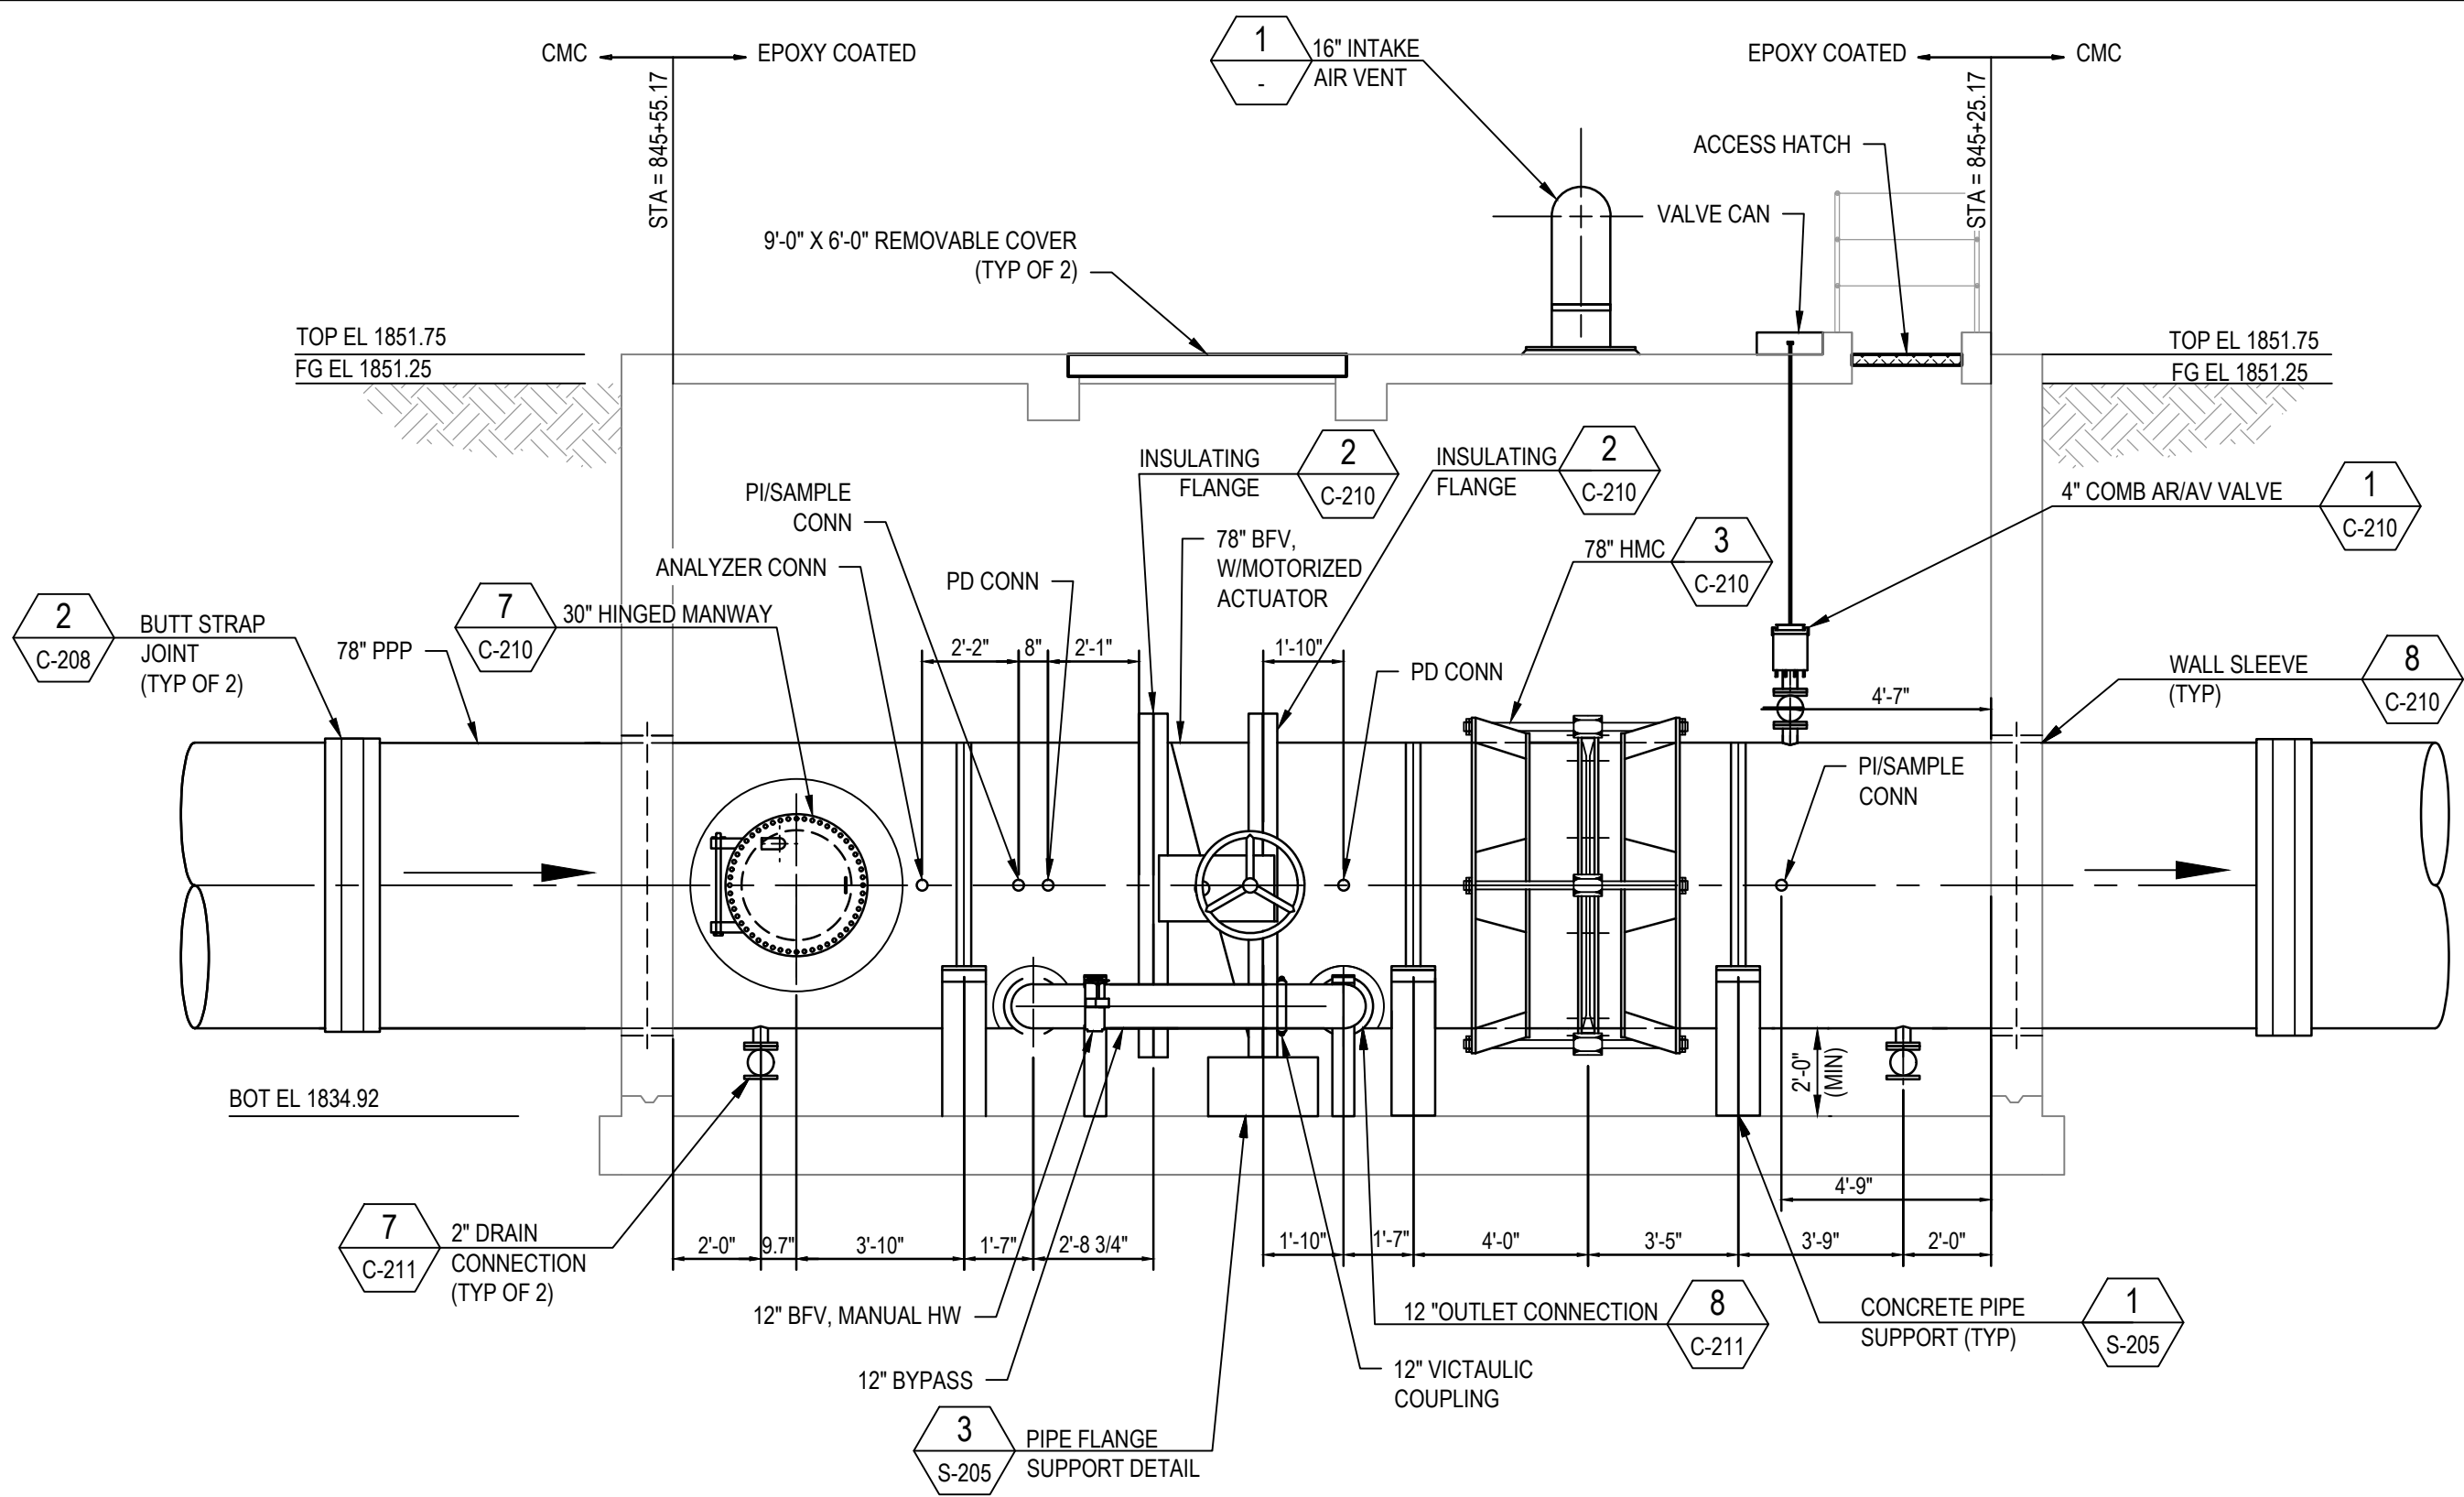 CMC
EPOXY COATED
STA = 845+55.17
1
-
16" INTAKE
AIR VENT
EPOXY COATED
CMC
STA = 845+25.17
ACCESS HATCH
VALVE CAN
9'-0" X 6'-0" REMOVABLE COVER
(TYP OF 2)
TOP EL 1851.75
FG EL 1851.25
TOP EL 1851.75
FG EL 1851.25
INSULATING
FLANGE
2
C-210
INSULATING
FLANGE
2
C-210
PI/SAMPLE
CONN
4" COMB AR/AV VALVE
1
C-210
78" BFV,
W/MOTORIZED
ACTUATOR
78" HMC
3
C-210
ANALYZER CONN
PD CONN
2
C-208
BUTT STRAP
JOINT
(TYP OF 2)
78" PPP
7
C-210
30" HINGED MANWAY
2'-2"
8"
2'-1"
1'-10"
PD CONN
4'-7"
WALL SLEEVE
(TYP)
8
C-210
PI/SAMPLE
CONN
2'-0"
(MIN)
BOT EL 1834.92
4'-9"
7
C-211
2" DRAIN
CONNECTION
(TYP OF 2)
2'-0"
9.7"
3'-10"
1'-7"
2'-8 3/4"
1'-10"
1'-7"
4'-0"
3'-5"
3'-9"
2'-0"
12" BFV, MANUAL HW
12 "OUTLET CONNECTION
8
C-211
CONCRETE PIPE
SUPPORT (TYP)
1
S-205
12" BYPASS
12" VICTAULIC
COUPLING
3
S-205
PIPE FLANGE
SUPPORT DETAIL